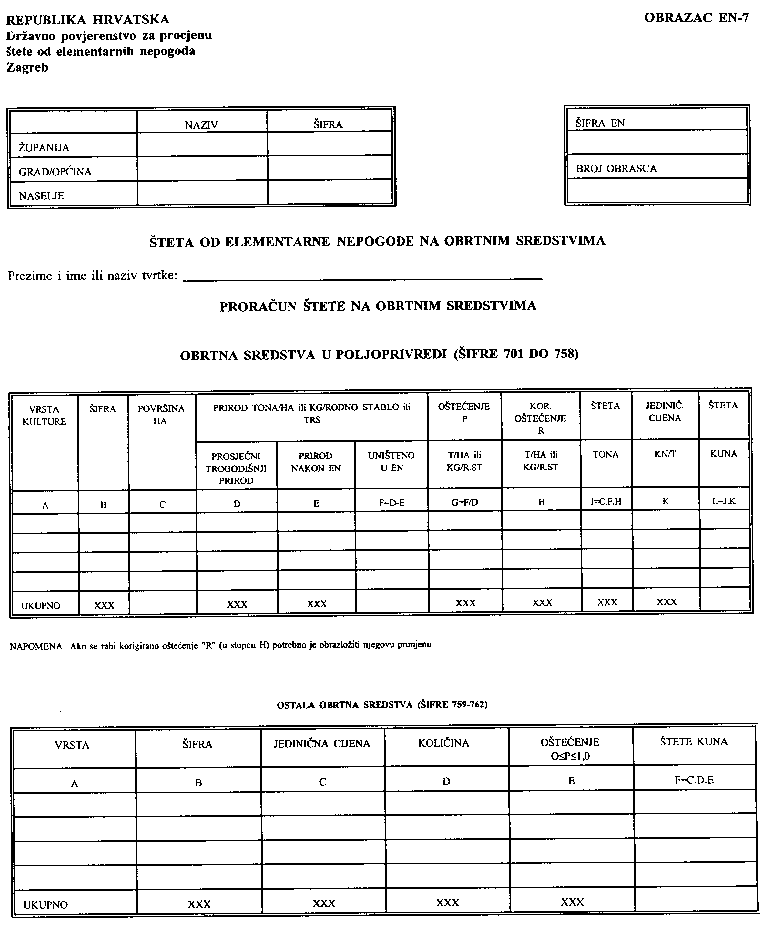 REPUBLIKA HRVATSKA
Državno povjerenstvo za procjenu
štete od elementarnih nepogoda
Zagreb
OBRAZAC EN-7
NAZIV ŠIFRA
ŽUPANIJA
GRAD/OPĆINA
NASELJE
ŠIFRA EN
BROJ OBRASCA
ŠTETA OD ELEMENTARNE NEPOGODE NA OBRTNIM SREDSTVIMA
Prezime i ime ili naziv tvrtke:
PRORAČUN ŠTETE NA OBRTNIM SREDSTVIMA
OBRTNA SREDSTVA U POLJOPRIVREDI (ŠIFRE 701 DO 758)
VRSTA KULTURE ŠIFRA POVRŠINA HA PRIROD TONA/HA ili KG/RODNO STABLO ili TRS OŠTEĆENJE P KOR. OŠTEĆENJE R ŠTETA JEDINIČ. CIJENA ŠTETA
PROSJEČNI TROGODIŠNJI PRIROD PRIROD NAKON EN UNIŠTENO U EN T/HA ili KG/R.ST T/HA ili KG/R.ST TONA KN/T KUNA
A B C D E F=D-E G=F/D H J=C.E.H K L=J.K
UKUPNO XXX XXX XXX XXX XXX XXX XXX
NAPOMENA Ako se rabi korigirano oštećenje "R" (u stupcu H) potrebno je obrazložiti njegovu promjenu
OSTALA OBRTNA SREDSTVA (ŠIFRE 759-762)
VRSTA ŠIFRA JEDINIČNA CIJENA KOLIČINA OŠTEĆENJE O≤P≤1,0 ŠTETE KUNA
A B C D E F=C.D.E
UKUPNO XXX XXX XXX XXX